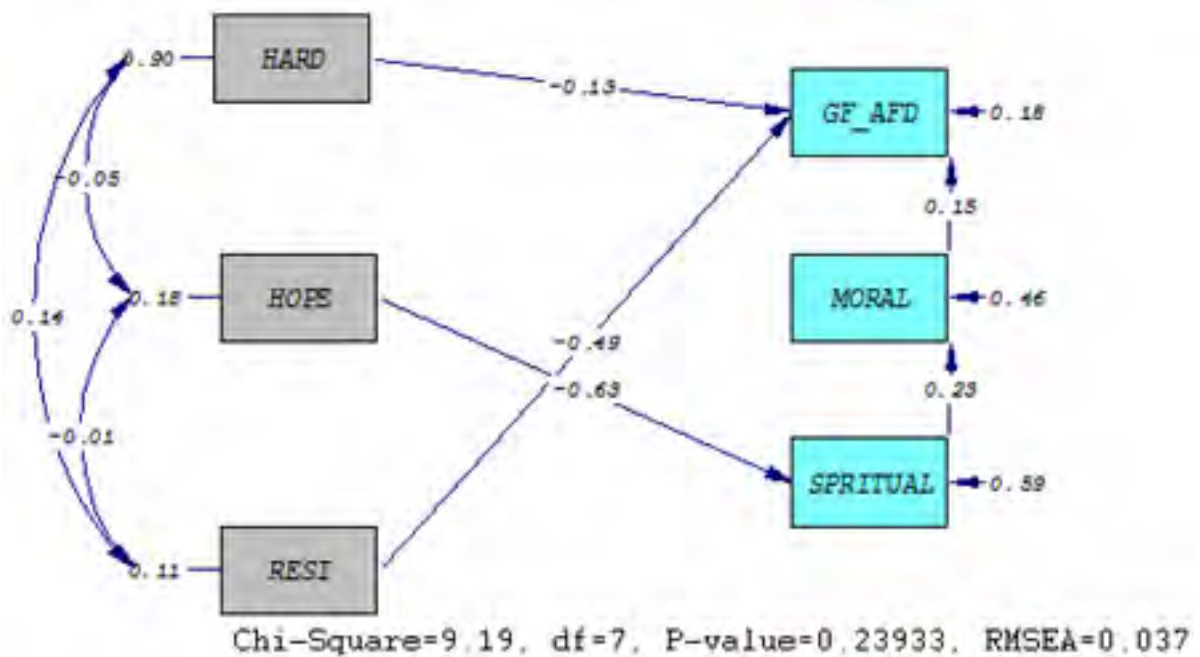 0.90
HARD
-0.13
GF_AFD
0.18
-0.05
0.15
0.18
HOPE
MORAL
0.46
0.14
-0.49
-0.63
0.23
-0.01
SPRITUAL
0.59
0.11
RESI
Chi-Square=9.19, df=7, P-value=0.23933, RMSEA=0.037